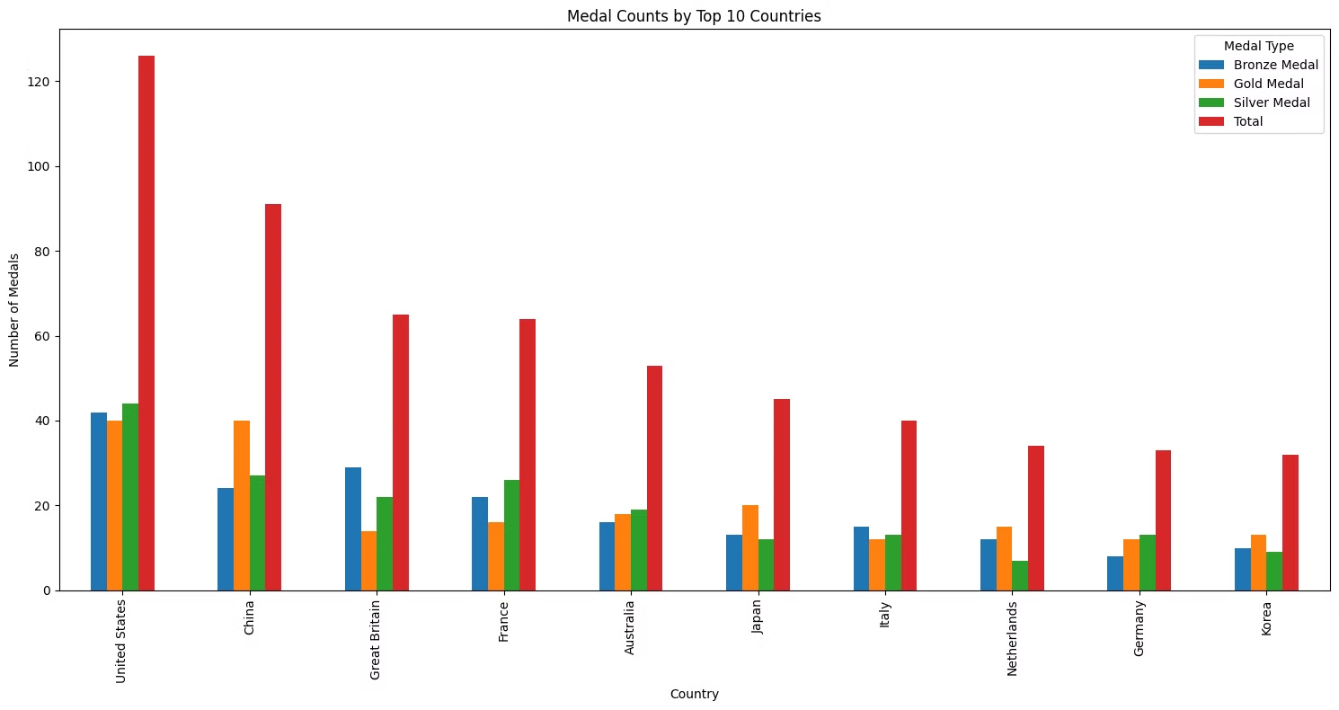 Medal Counts by Top 10 Countries
Medal Type
Bronze Medal
Gold Medal
Silver Medal
Total
Number of Medals
120
100
80
60
40
20
0
United States
China
Great Britain
France
Australia
Japan
Italy
Netherlands
Germany
Korea
Country